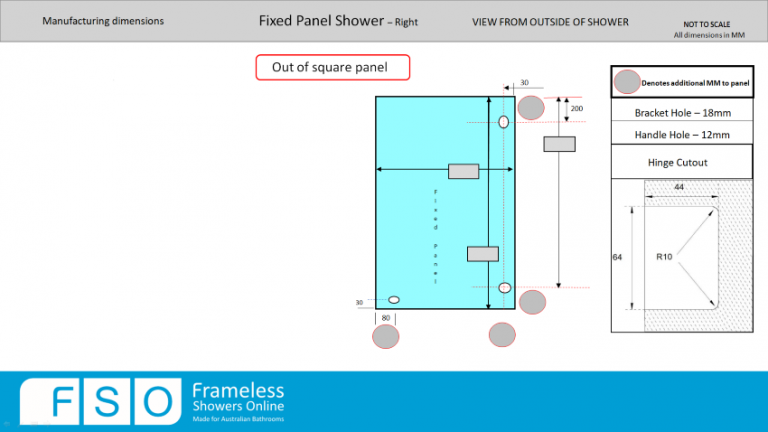 Manufacturing dimensions
Fixed Panel Shower – Right
VIEW FROM OUTSIDE OF SHOWER
NOT TO SCALE
All dimensions in MM
Out of square panel
30
200
Fixed Panel
30
80
Denotes additional MM to panel
Bracket Hole – 18mm
Handle Hole – 12mm
Hinge Cutout
44
64
R10
FSO
Frameless
Showers Online
Made for Australian Bathrooms